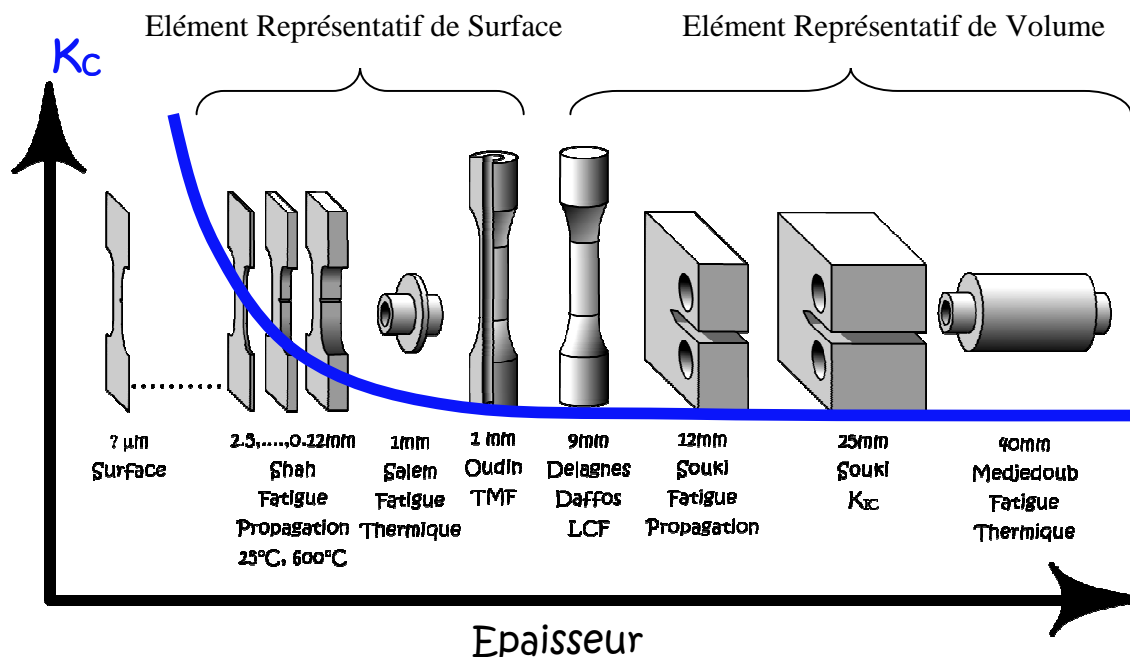 Elément Représentatif de Surface
Elément Représentatif de Volume
Kc
? µm
Surface
2.5,....,0.12mm
Shah
Fatigue
Propagation
25°C, 600°C
1mm
Salem
Fatigue
Thermique
1 mm
Oudin
TMF
9mm
Delagnes
Daffos
LCF
12mm
Souki
Fatigue
Propagation
25mm
Souki
KIC
40mm
Medjedoub
Fatigue
Thermique
Epaisseur